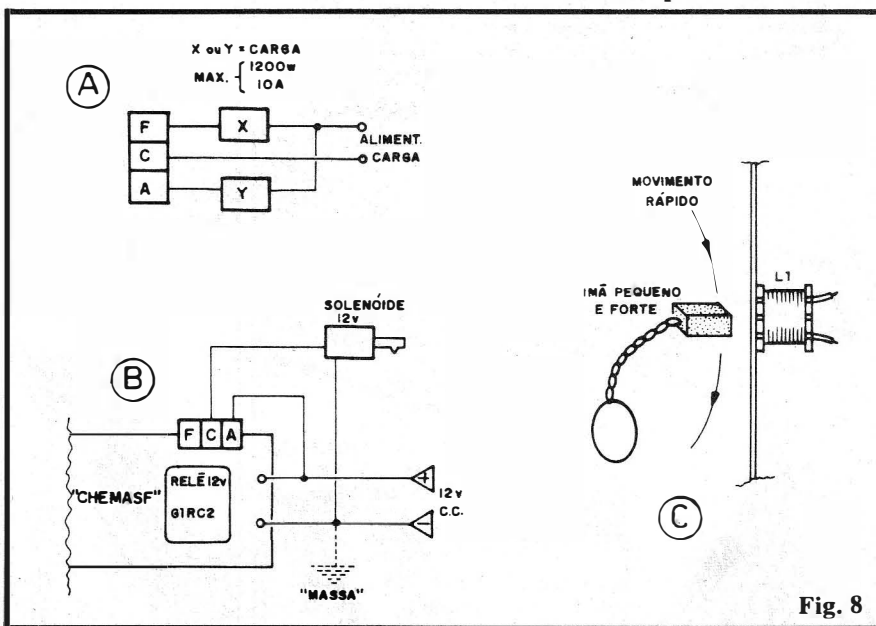 A
X ou Y = CARGA
MAX. { 1200w
10A
F
X
C
A
Y
ALIMENT.
CARGA
MOVIMENTO
RÁPIDO
L1
IMÃ PEQUENO
E FORTE
SOLENÓIDE
12v
B
F C A
RELÊ 12v
G1RC2
"CHEMASF"
+
12v
C.C.
-
"MASSA"
C
Fig. 8